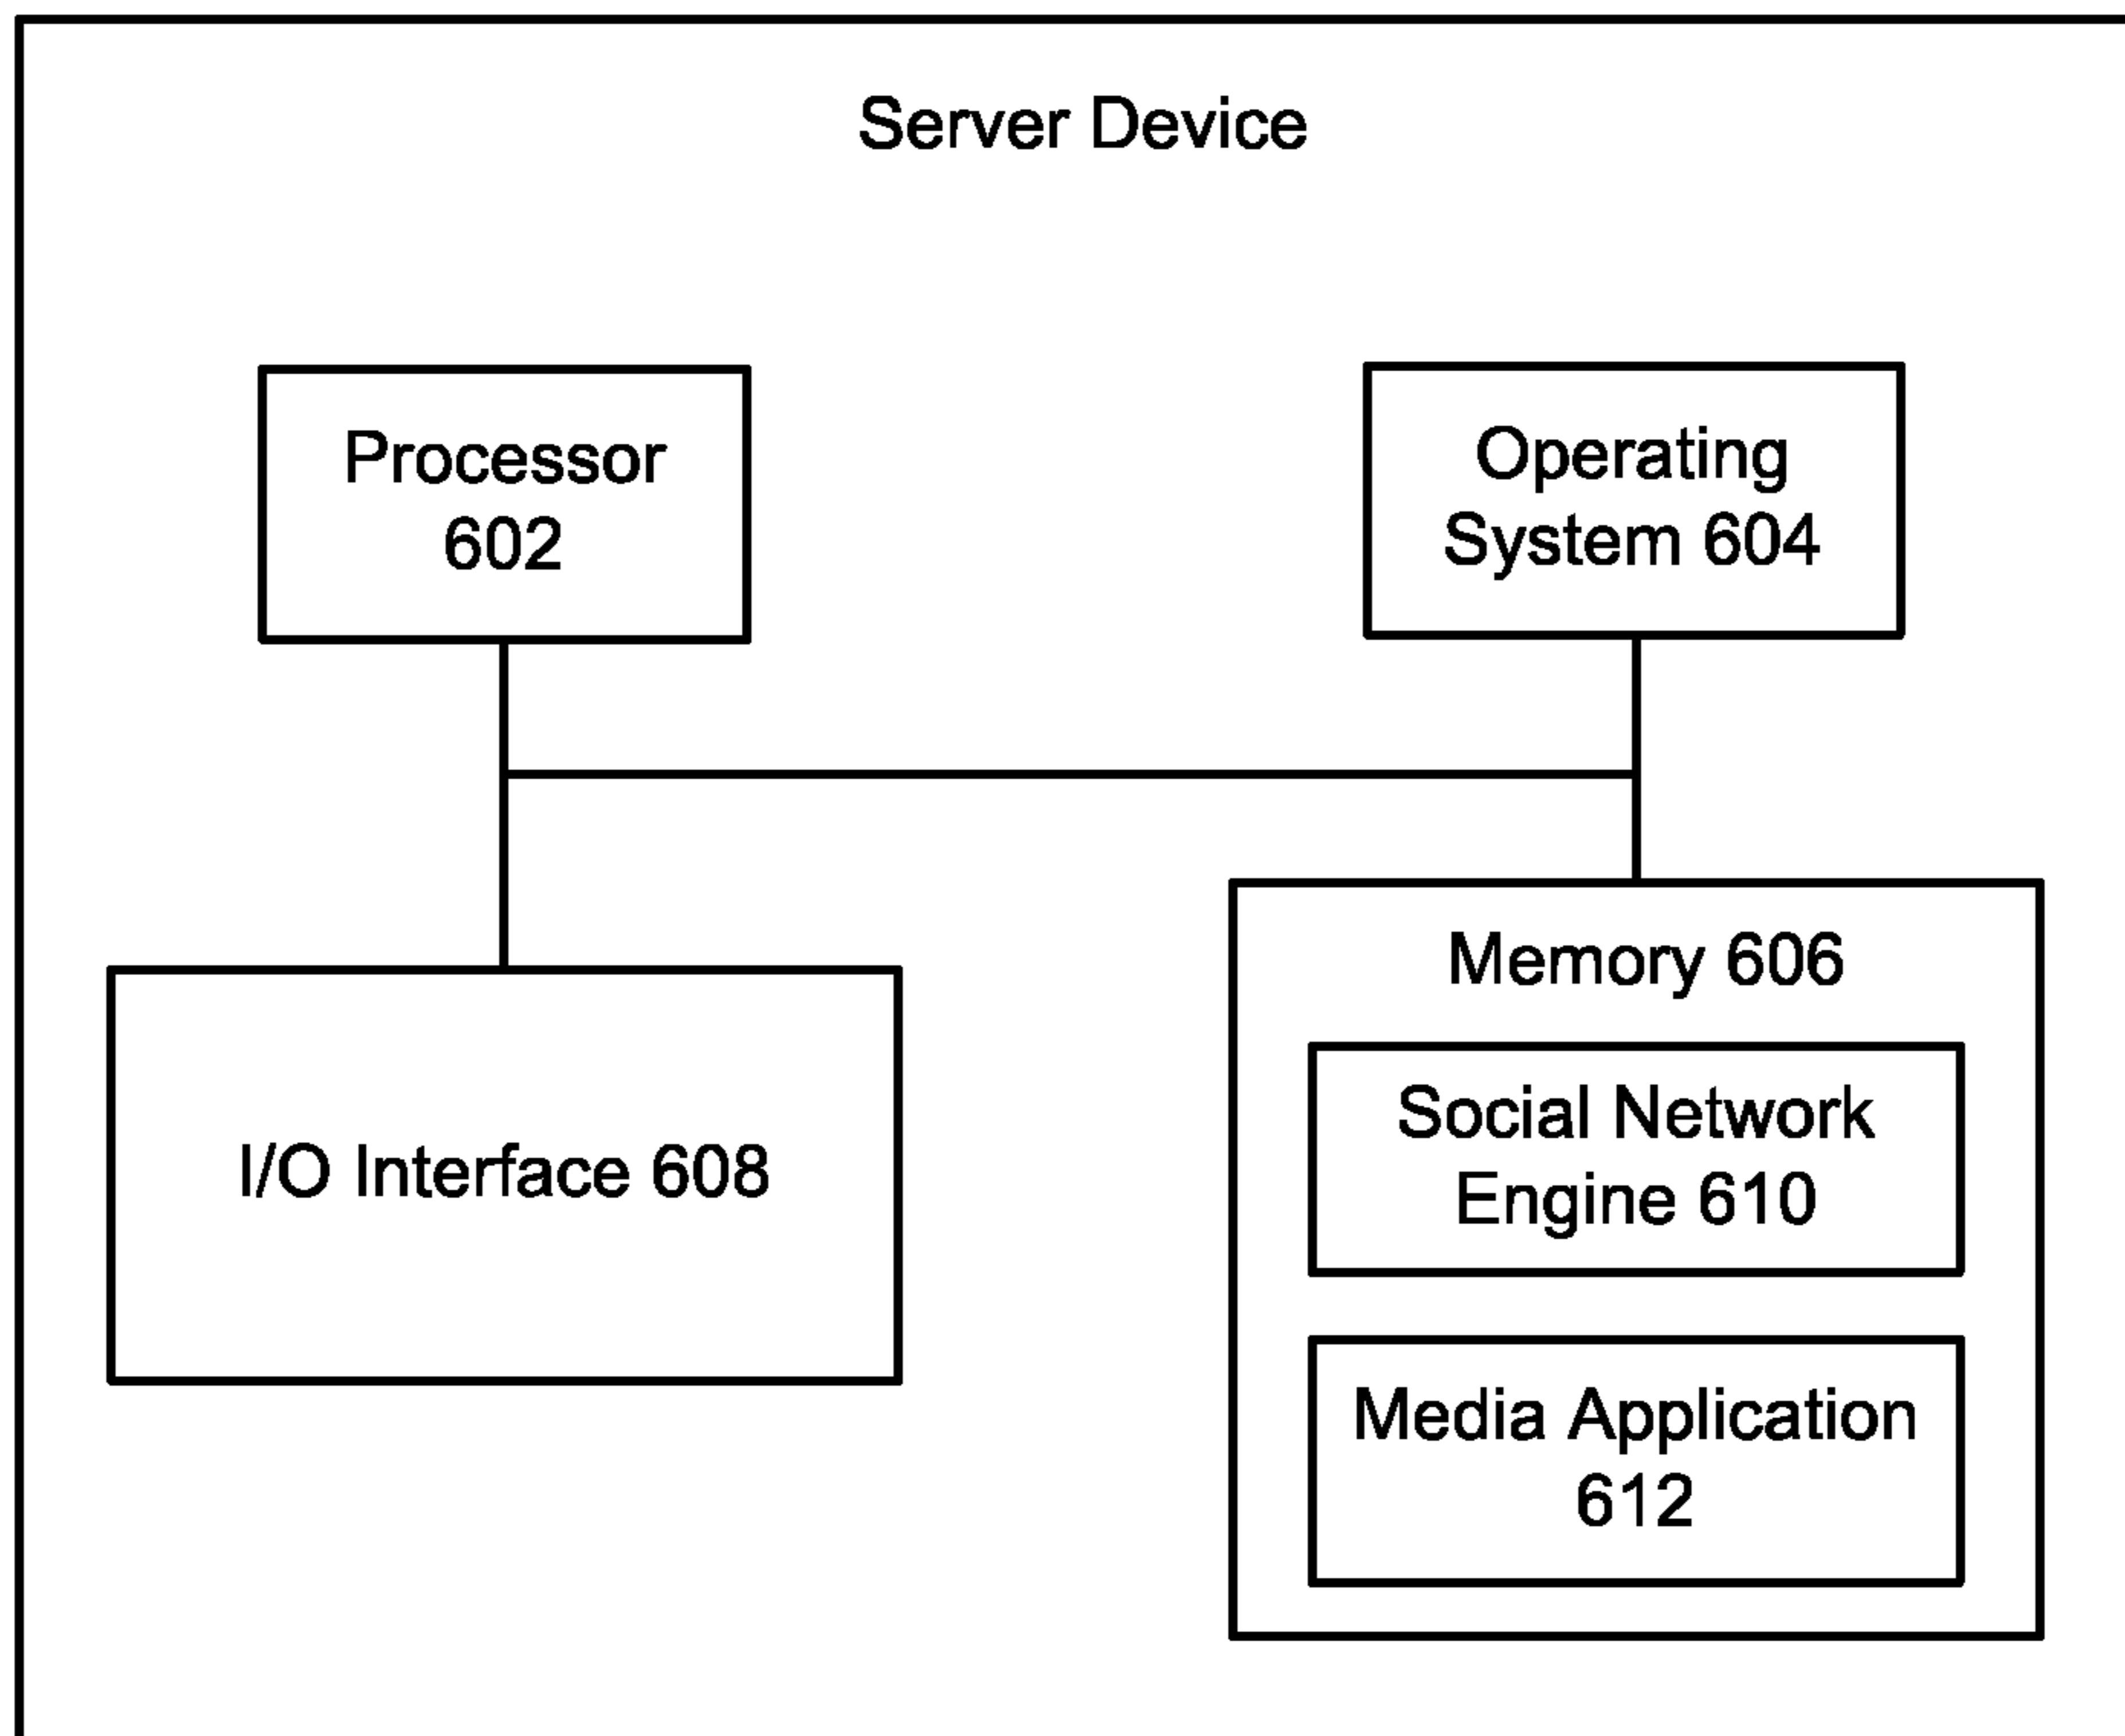 Server Device
Processor
602
Operating
System 604
I/O Interface 608
Memory 606
Social Network
Engine 610
Media Application
612